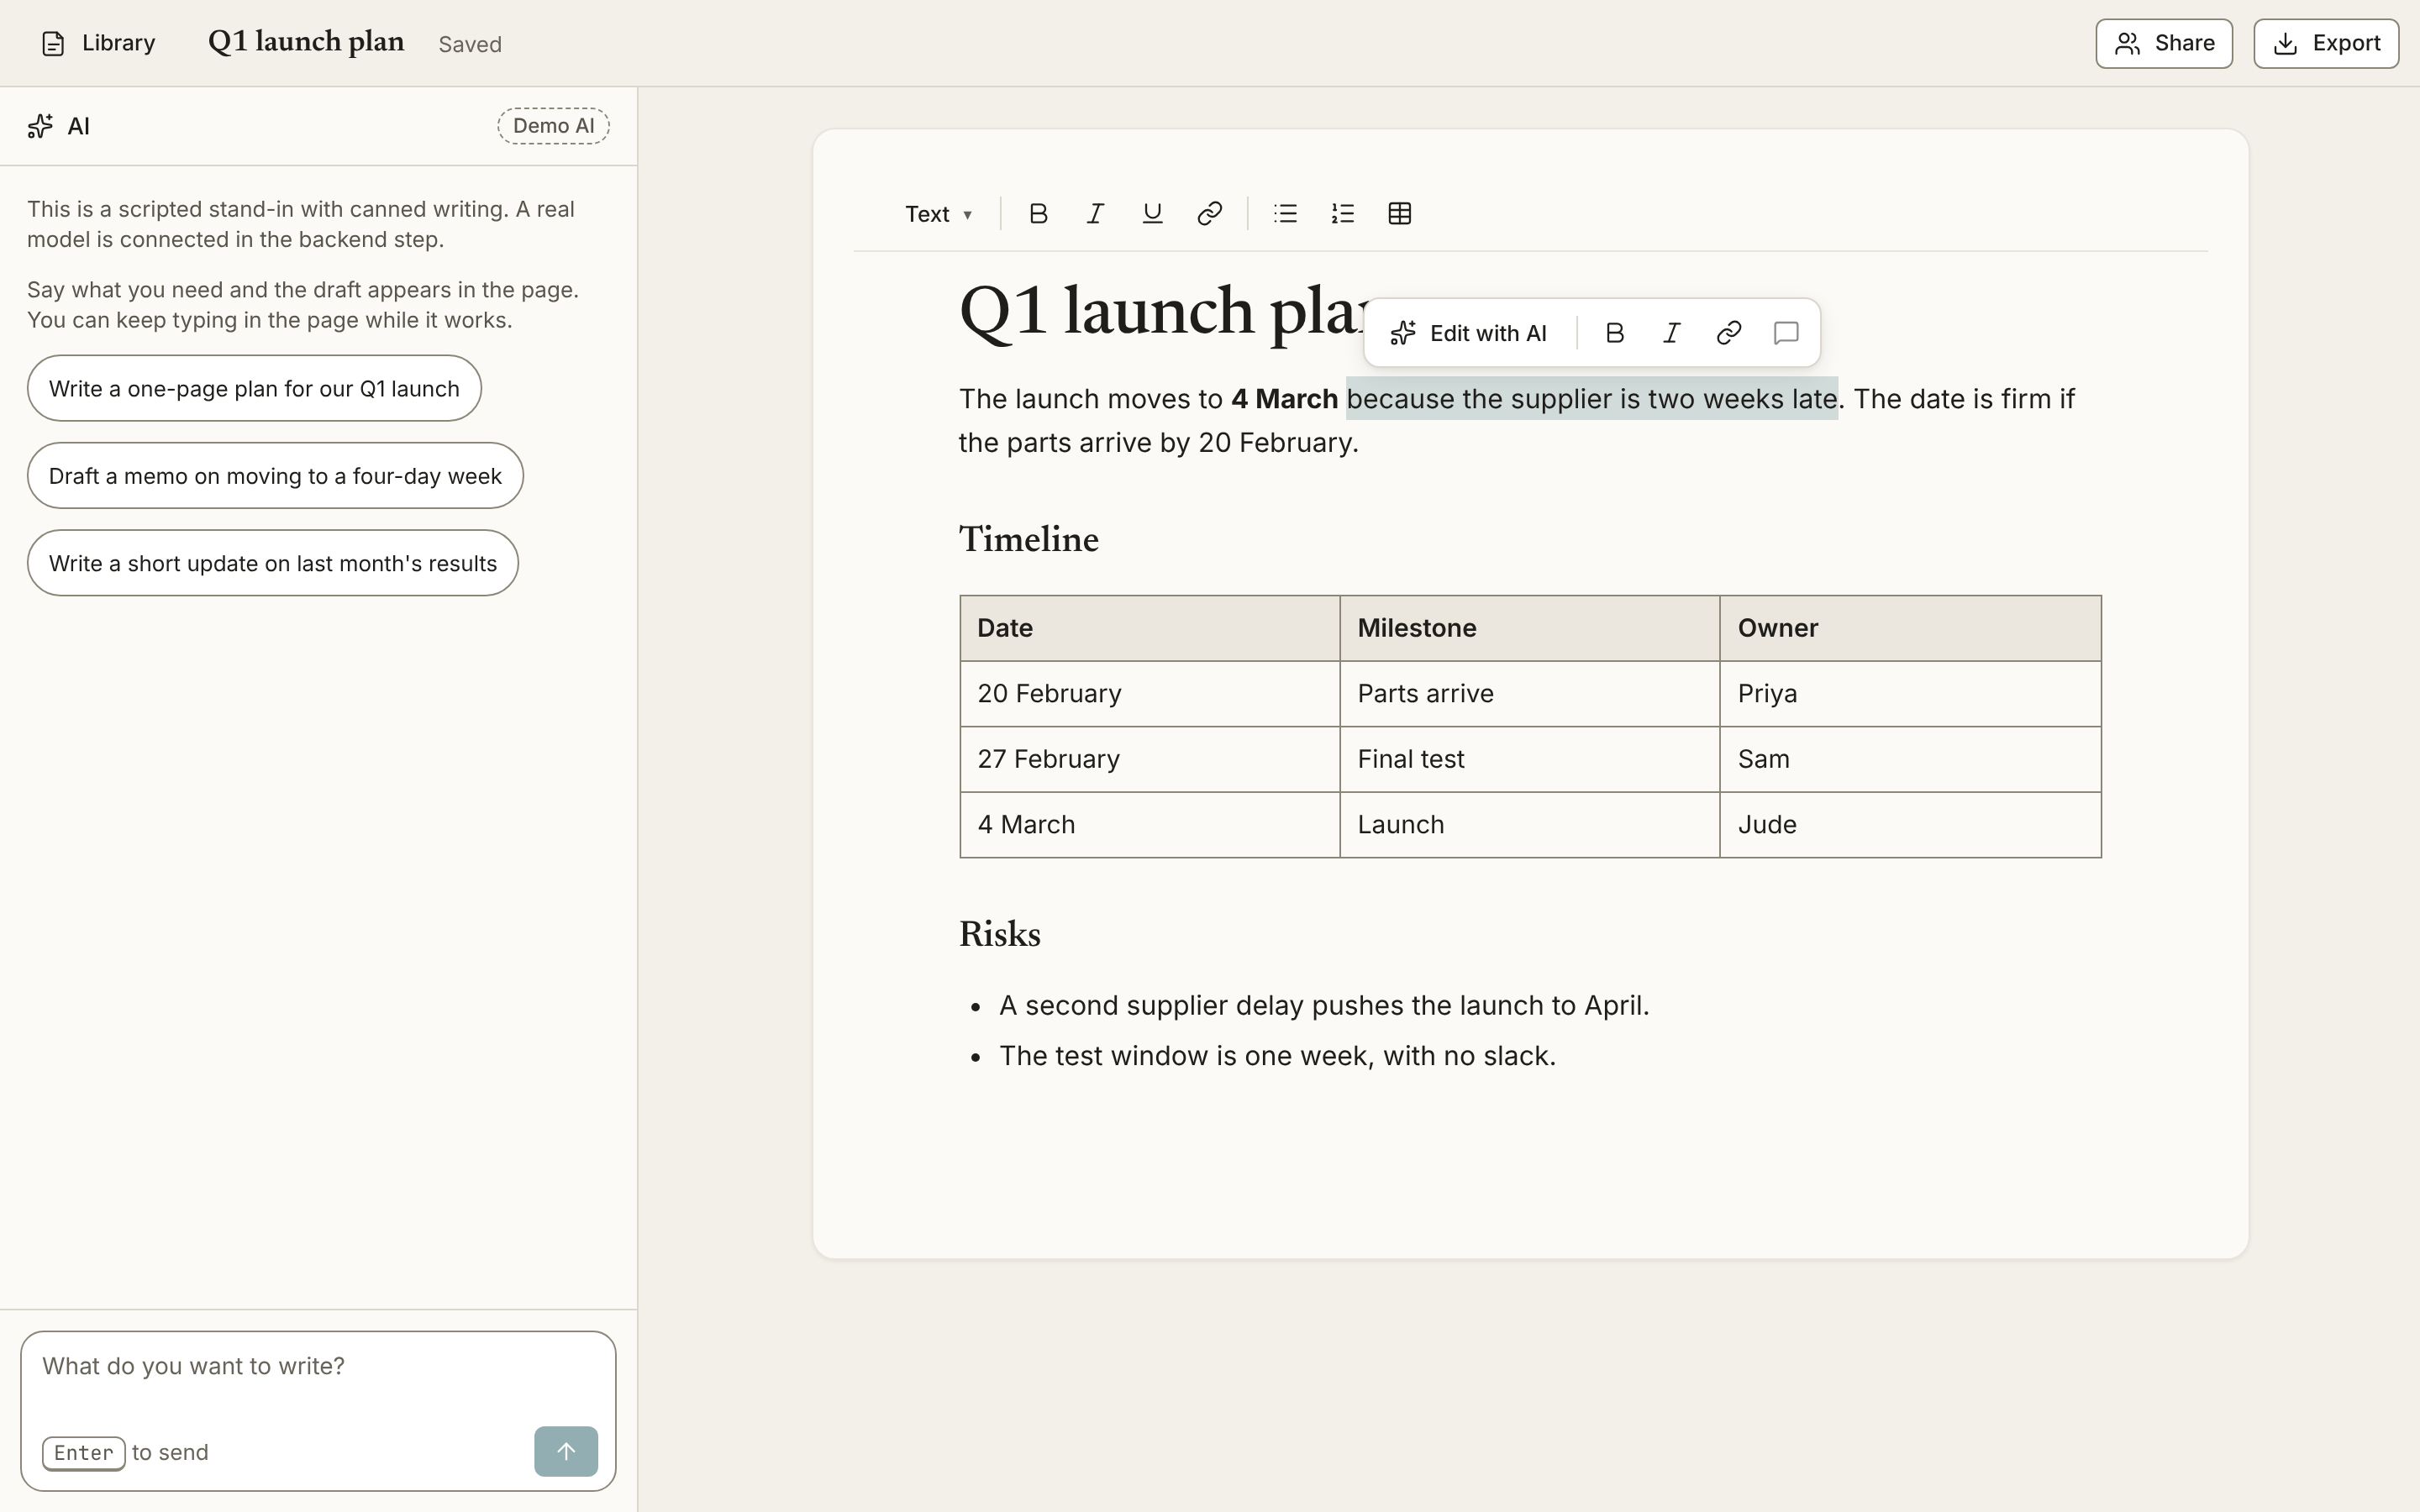 Library
Q1 launch plan
Saved
Share
Export
AI
Demo AI
This is a scripted stand-in with canned writing. A real
model is connected in the backend step.
Say what you need and the draft appears in the page.
You can keep typing in the page while it works.
Write a one-page plan for our Q1 launch
Draft a memo on moving to a four-day week
Write a short update on last month's results
What do you want to write?
Enter to send
Text
Q1 launch plan
Edit with AI
The launch moves to 4 March because the supplier is two weeks late. The date is firm if
the parts arrive by 20 February.
Timeline
Date Milestone Owner
20 February Parts arrive Priya
27 February Final test Sam
4 March Launch Jude
Risks
• A second supplier delay pushes the launch to April.
• The test window is one week, with no slack.